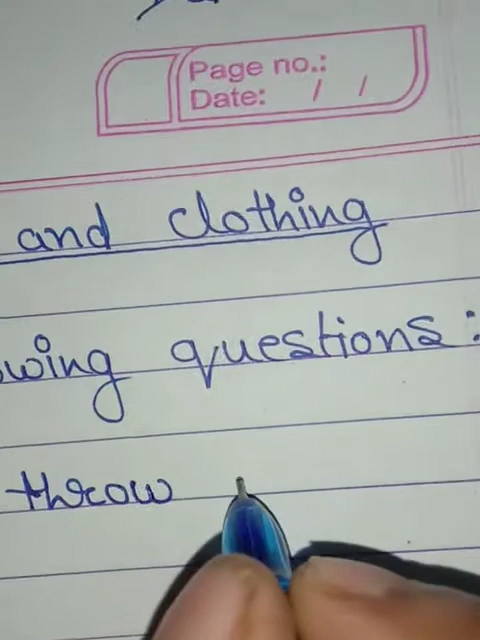 Page no.:
Date: / /
and clothing
wing questions:
throw